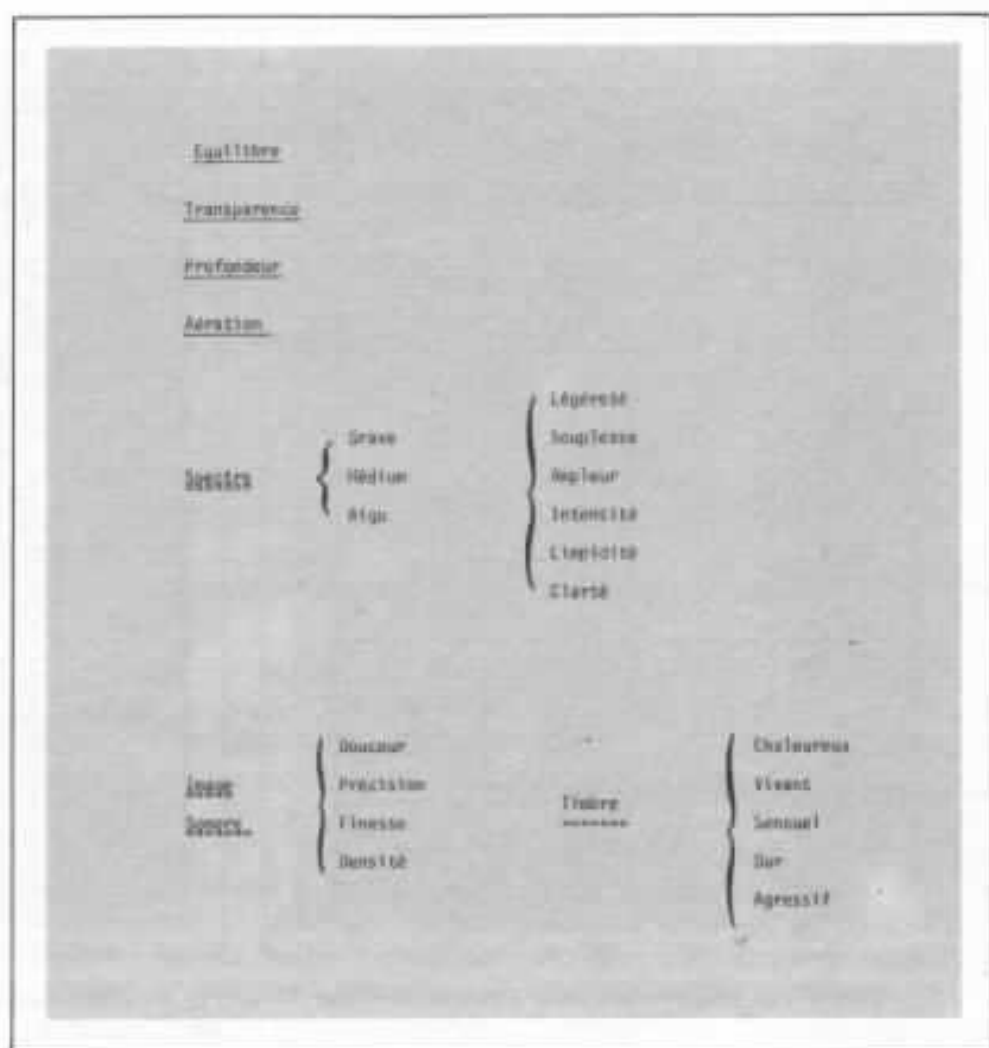 Equilibre
Transparence
Profondeur
Aération
Spectre
Grave
Médium
Aigu
Légéreté
Souplesse
Ampleur
Intensité
Limpidité
Clarté
Image
Sonore
Douceur
Précision
Finesse
Densité
Timbre
Chaleureux
Vivant
Sensuel
Dur
Agressif